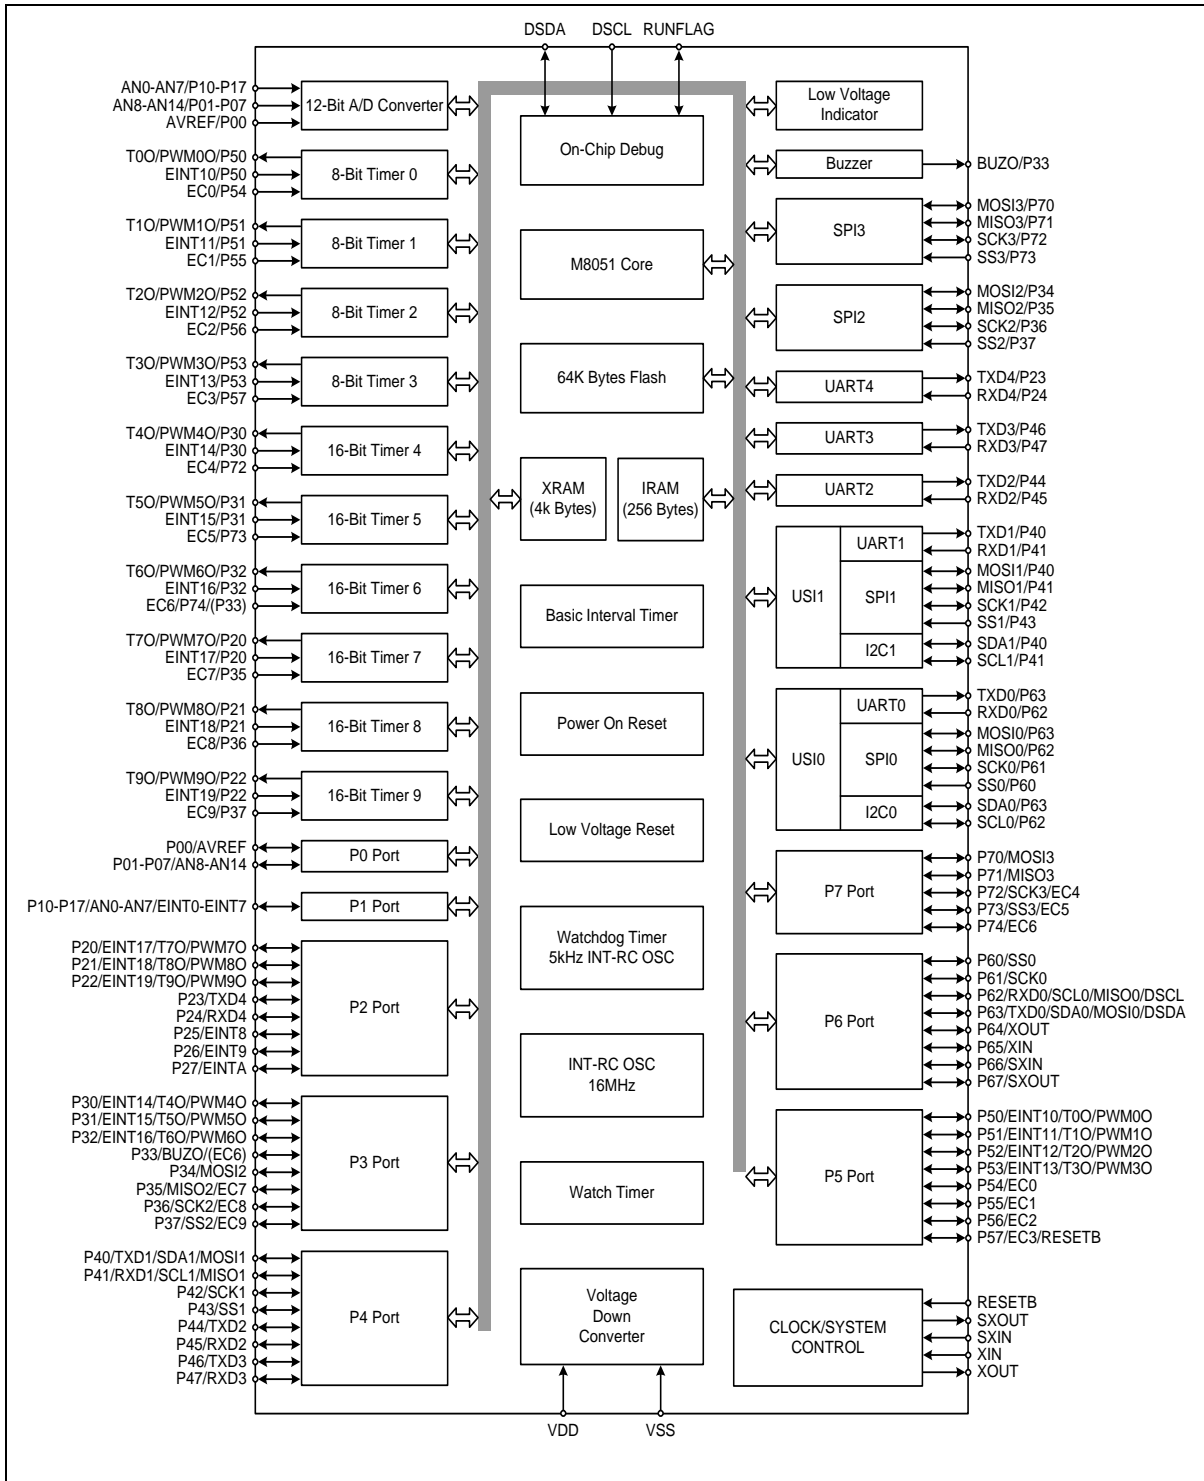 DSDA
DSCL
RUNFLAG
AN0-AN7/P10-P17
AN8-AN14/P01-P07
AVREF/P00
12-Bit A/D Converter
T0O/PWM0O/P50
EINT10/P50
EC0/P54
8-Bit Timer 0
T1O/PWM1O/P51
EINT11/P51
EC1/P55
8-Bit Timer 1
T2O/PWM2O/P52
EINT12/P52
EC2/P56
8-Bit Timer 2
T3O/PWM3O/P53
EINT13/P53
EC3/P57
8-Bit Timer 3
T4O/PWM4O/P30
EINT14/P30
EC4/P72
16-Bit Timer 4
T5O/PWM5O/P31
EINT15/P31
EC5/P73
16-Bit Timer 5
T6O/PWM6O/P32
EINT16/P32
EC6/P74/(P33)
16-Bit Timer 6
T7O/PWM7O/P20
EINT17/P20
EC7/P35
16-Bit Timer 7
T8O/PWM8O/P21
EINT18/P21
EC8/P36
16-Bit Timer 8
T9O/PWM9O/P22
EINT19/P22
EC9/P37
16-Bit Timer 9
P00/AVREF
P01-P07/AN8-AN14
P0 Port
P10-P17/AN0-AN7/EINT0-EINT7
P1 Port
P20/EINT17/T7O/PWM7O
P21/EINT18/T8O/PWM8O
P22/EINT19/T9O/PWM9O
P23/TXD4
P24/RXD4
P25/EINT8
P26/EINT9
P27/EINTA
P2 Port
P30/EINT14/T4O/PWM4O
P31/EINT15/T5O/PWM5O
P32/EINT16/T6O/PWM6O
P33/BUZO/(EC6)
P34/MOSI2
P35/MISO2/EC7
P36/SCK2/EC8
P37/SS2/EC9
P3 Port
P40/TXD1/SDA1/MOSI1
P41/RXD1/SCL1/MISO1
P42/SCK1
P43/SS1
P44/TXD2
P45/RXD2
P46/TXD3
P47/RXD3
P4 Port
On-Chip Debug
M8051 Core
64K Bytes Flash
XRAM
(4k Bytes)
IRAM
(256 Bytes)
Basic Interval Timer
Power On Reset
Low Voltage Reset
Watchdog Timer
5kHz INT-RC OSC
INT-RC OSC
16MHz
Watch Timer
Voltage
Down
Converter
VDD
VSS
Low Voltage
Indicator
Buzzer
BUZO/P33
SPI3
MOSI3/P70
MISO3/P71
SCK3/P72
SS3/P73
SPI2
MOSI2/P34
MISO2/P35
SCK2/P36
SS2/P37
UART4
TXD4/P23
RXD4/P24
UART3
TXD3/P46
RXD3/P47
UART2
TXD2/P44
RXD2/P45
USI1
UART1
SPI1
I2C1
TXD1/P40
RXD1/P41
MOSI1/P40
MISO1/P41
SCK1/P42
SS1/P43
SDA1/P40
SCL1/P41
USI0
UART0
SPI0
I2C0
TXD0/P63
RXD0/P62
MOSI0/P63
MISO0/P62
SCK0/P61
SS0/P60
SDA0/P63
SCL0/P62
P7 Port
P70/MOSI3
P71/MISO3
P72/SCK3/EC4
P73/SS3/EC5
P74/EC6
P6 Port
P60/SS0
P61/SCK0
P62/RXD0/SCL0/MISO0/DSCL
P63/TXD0/SDA0/MOSI0/DSDA
P64/XOUT
P65/XIN
P66/SXIN
P67/SXOUT
P5 Port
P50/EINT10/T0O/PWM0O
P51/EINT11/T1O/PWM1O
P52/EINT12/T2O/PWM2O
P53/EINT13/T3O/PWM3O
P54/EC0
P55/EC1
P56/EC2
P57/EC3/RESETB
CLOCK/SYSTEM
CONTROL
RESETB
SXOUT
SXIN
XIN
XOUT